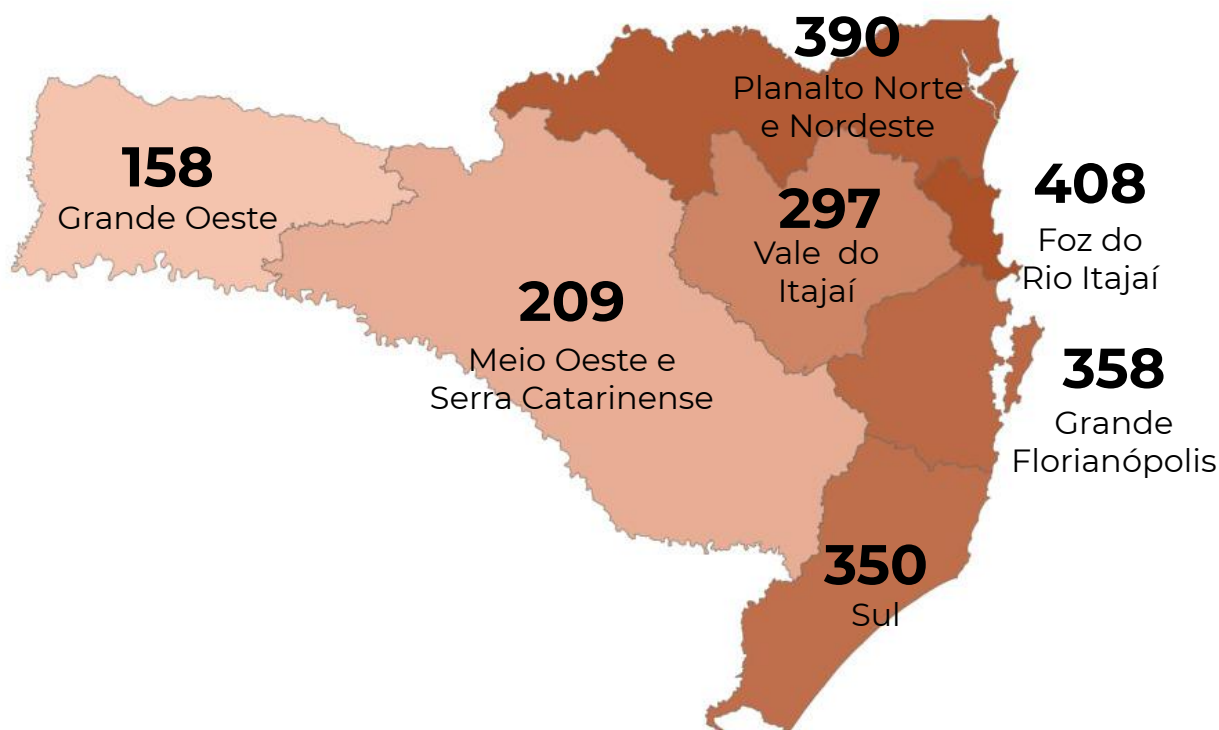 390
Planalto Norte
e Nordeste
158
Grande Oeste
297
Vale do
Itajaí
408
Foz do
Rio Itajaí
209
Meio Oeste e
Serra Catarinense
358
Grande
Florianópolis
350
Sul